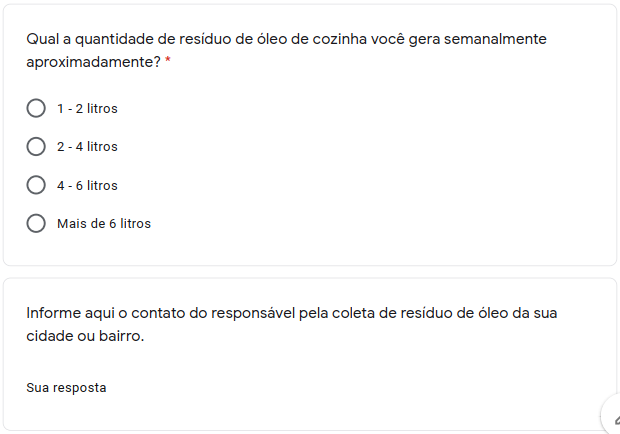 Qual a quantidade de resíduo de óleo de cozinha você gera semanalmente
aproximadamente? *
1 - 2 litros
2 - 4 litros
4 - 6 litros
Mais de 6 litros
Informe aqui o contato do responsável pela coleta de resíduo de óleo da sua
cidade ou bairro.
Sua resposta